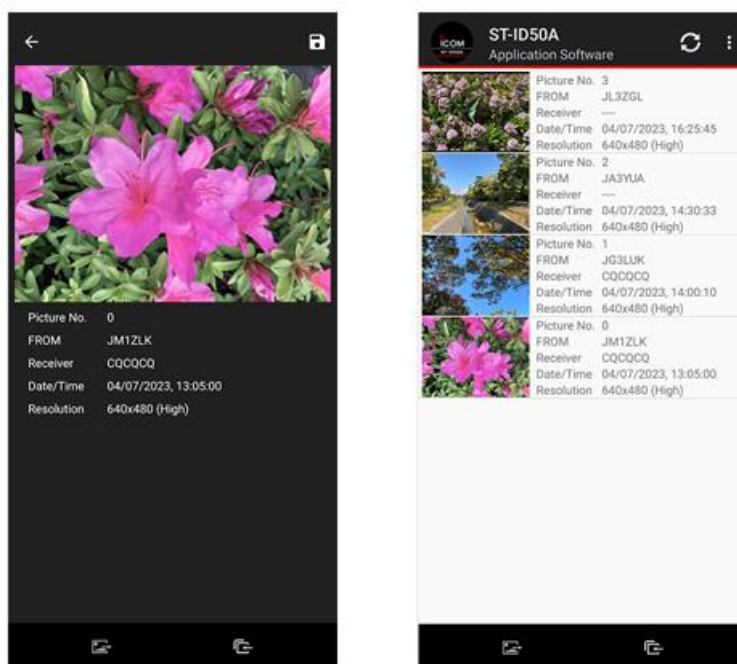 Picture No. 0
FROM JM1ZLK
Receiver CQCQCQ
Date/Time 04/07/2023, 13:05:00
Resolution 640x480 (High)
ICOM
ST-ID50A
Application Software
Picture No. 3
FROM JL3ZGL
Receiver ---
Date/Time 04/07/2023, 16:25:45
Resolution 640x480 (High)
Picture No. 2
FROM JA3YUA
Receiver ---
Date/Time 04/07/2023, 14:30:33
Resolution 640x480 (High)
Picture No. 1
FROM JG3LUK
Receiver CQCQCQ
Date/Time 04/07/2023, 14:00:10
Resolution 640x480 (High)
Picture No. 0
FROM JM1ZLK
Receiver CQCQCQ
Date/Time 04/07/2023, 13:05:00
Resolution 640x480 (High)